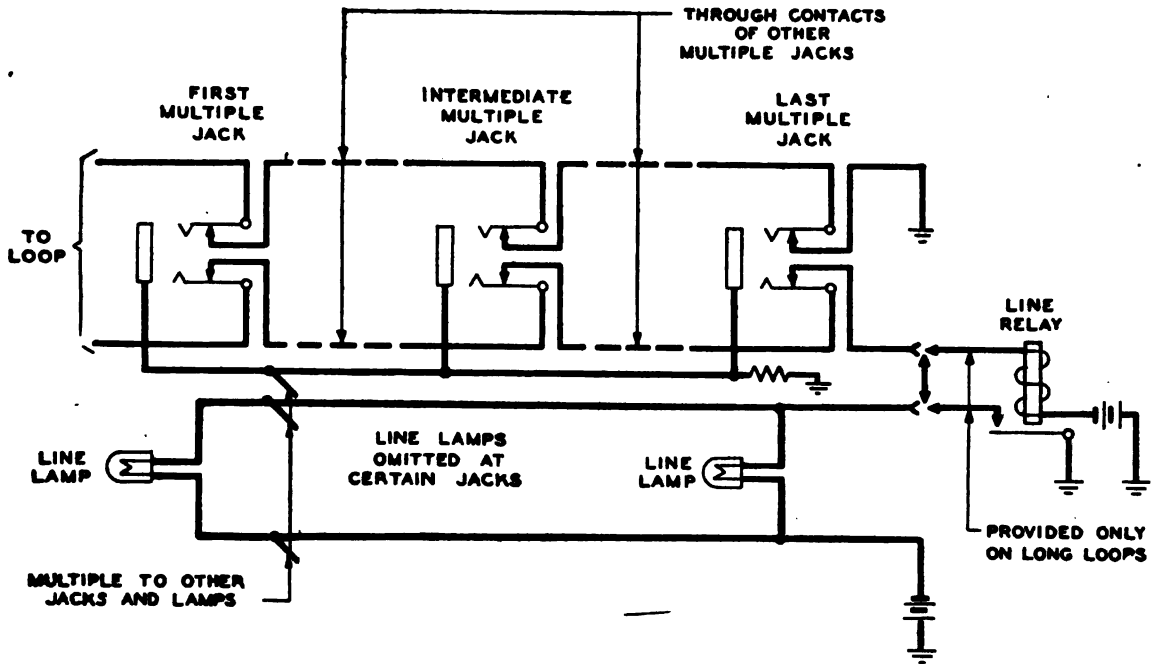 THROUGH CONTACTS
OF OTHER
MULTIPLE JACKS
FIRST
MULTIPLE
JACK
INTERMEDIATE
MULTIPLE
JACK
LAST
MULTIPLE
JACK
TO
LOOP
LINE
RELAY
LINE
LAMP
LINE LAMPS
OMITTED AT
CERTAIN JACKS
LINE
LAMP
PROVIDED ONLY
ON LONG LOOPS
MULTIPLE TO OTHER
JACKS AND LAMPS